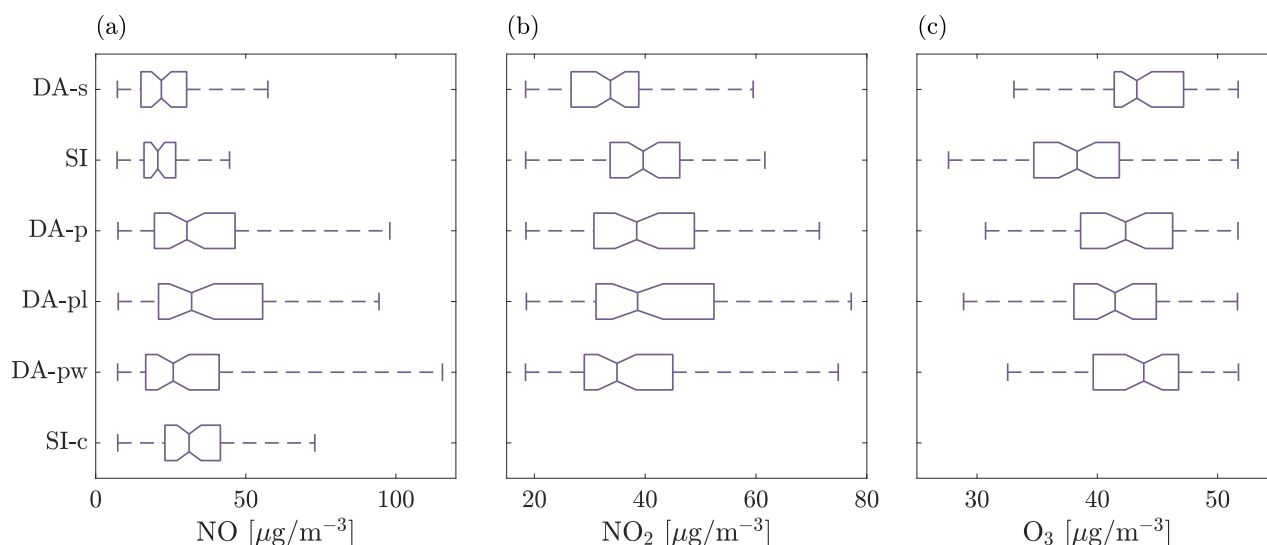 (a)
(b)
(c)
DA-s
SI
DA-p
DA-pl
DA-pw
SI-c
0 50 100
20 40 60 80
30 40 50
NO [μg/m⁻³]
NO₂ [μg/m⁻³]
O₃ [μg/m⁻³]